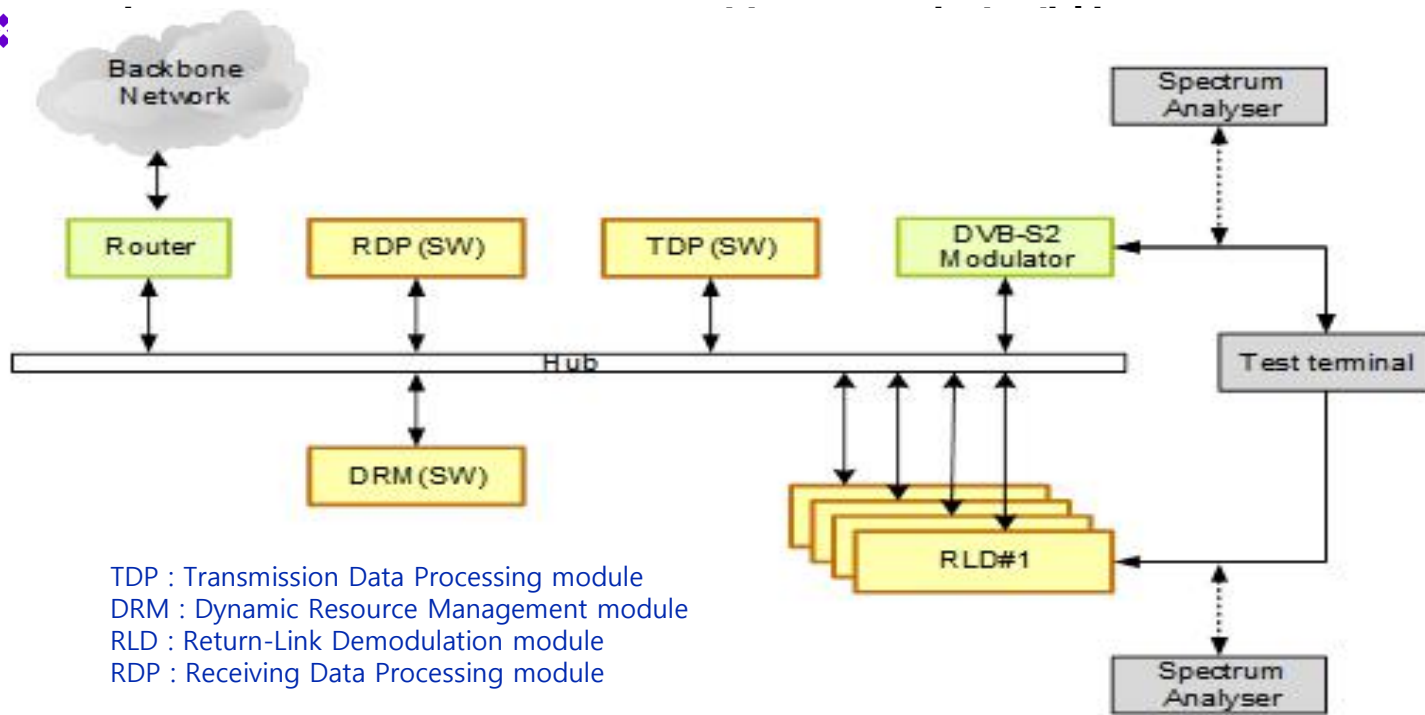 Backbone
Network
Spectrum
Analyser
Router
RDP (SW)
TDP (SW)
DVB-S2
Modulator
Hub
Test terminal
DRM (SW)
RLD#1
TDP : Transmission Data Processing module
DRM : Dynamic Resource Management module
RLD : Return-Link Demodulation module
RDP : Receiving Data Processing module
Spectrum
Analyser